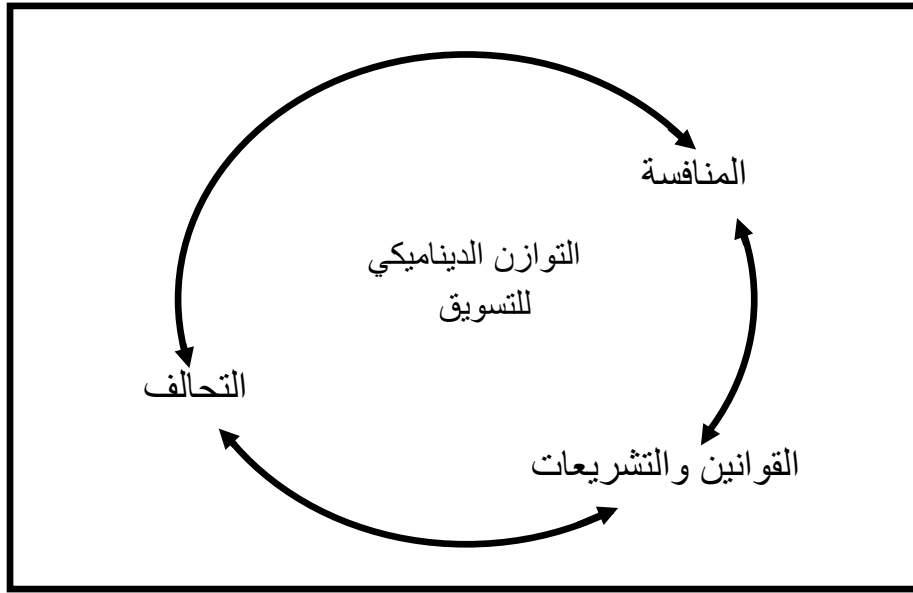 المنافسة
التوازن الديناميكي
للتسويق
التحالف
القوانين والتشريعات